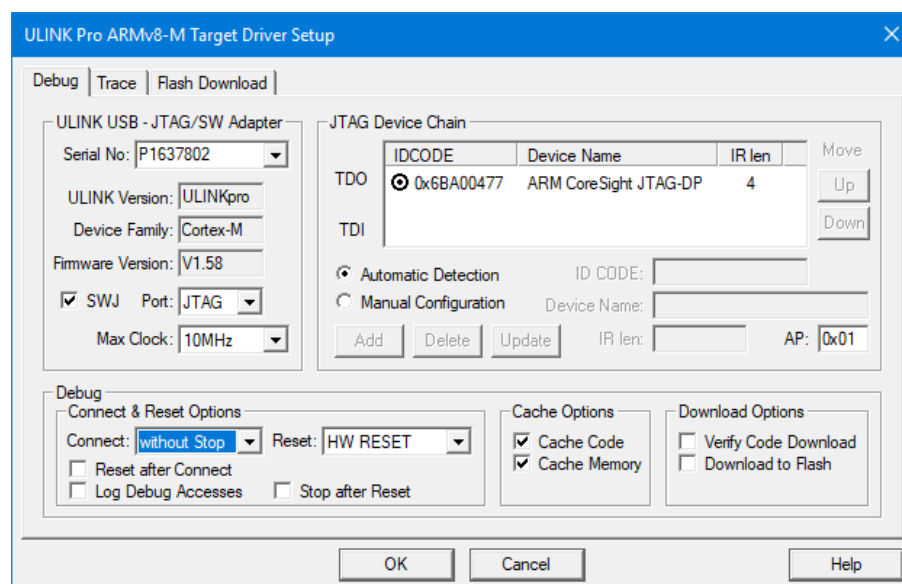 ULINK Pro ARMv8-M Target Driver Setup
Debug Trace Flash Download
ULINK USB - JTAG/SW Adapter
Serial No: P1637802
ULINK Version: ULINKpro
Device Family: Cortex-M
Firmware Version: V1.58
SWJ Port: JTAG
Max Clock: 10MHz
JTAG Device Chain
IDCODE Device Name IR len
TDO 0x6BA00477 ARM CoreSight JTAG-DP 4
TDI
Move
Up
Down
Automatic Detection
Manual Configuration
ID CODE:
Device Name:
Add Delete Update IR len: AP: 0x01
Debug
Connect & Reset Options
Connect: without Stop Reset: HW RESET
Reset after Connect
Log Debug Accesses Stop after Reset
Cache Options
Cache Code
Cache Memory
Download Options
Verify Code Download
Download to Flash
OK Cancel Help